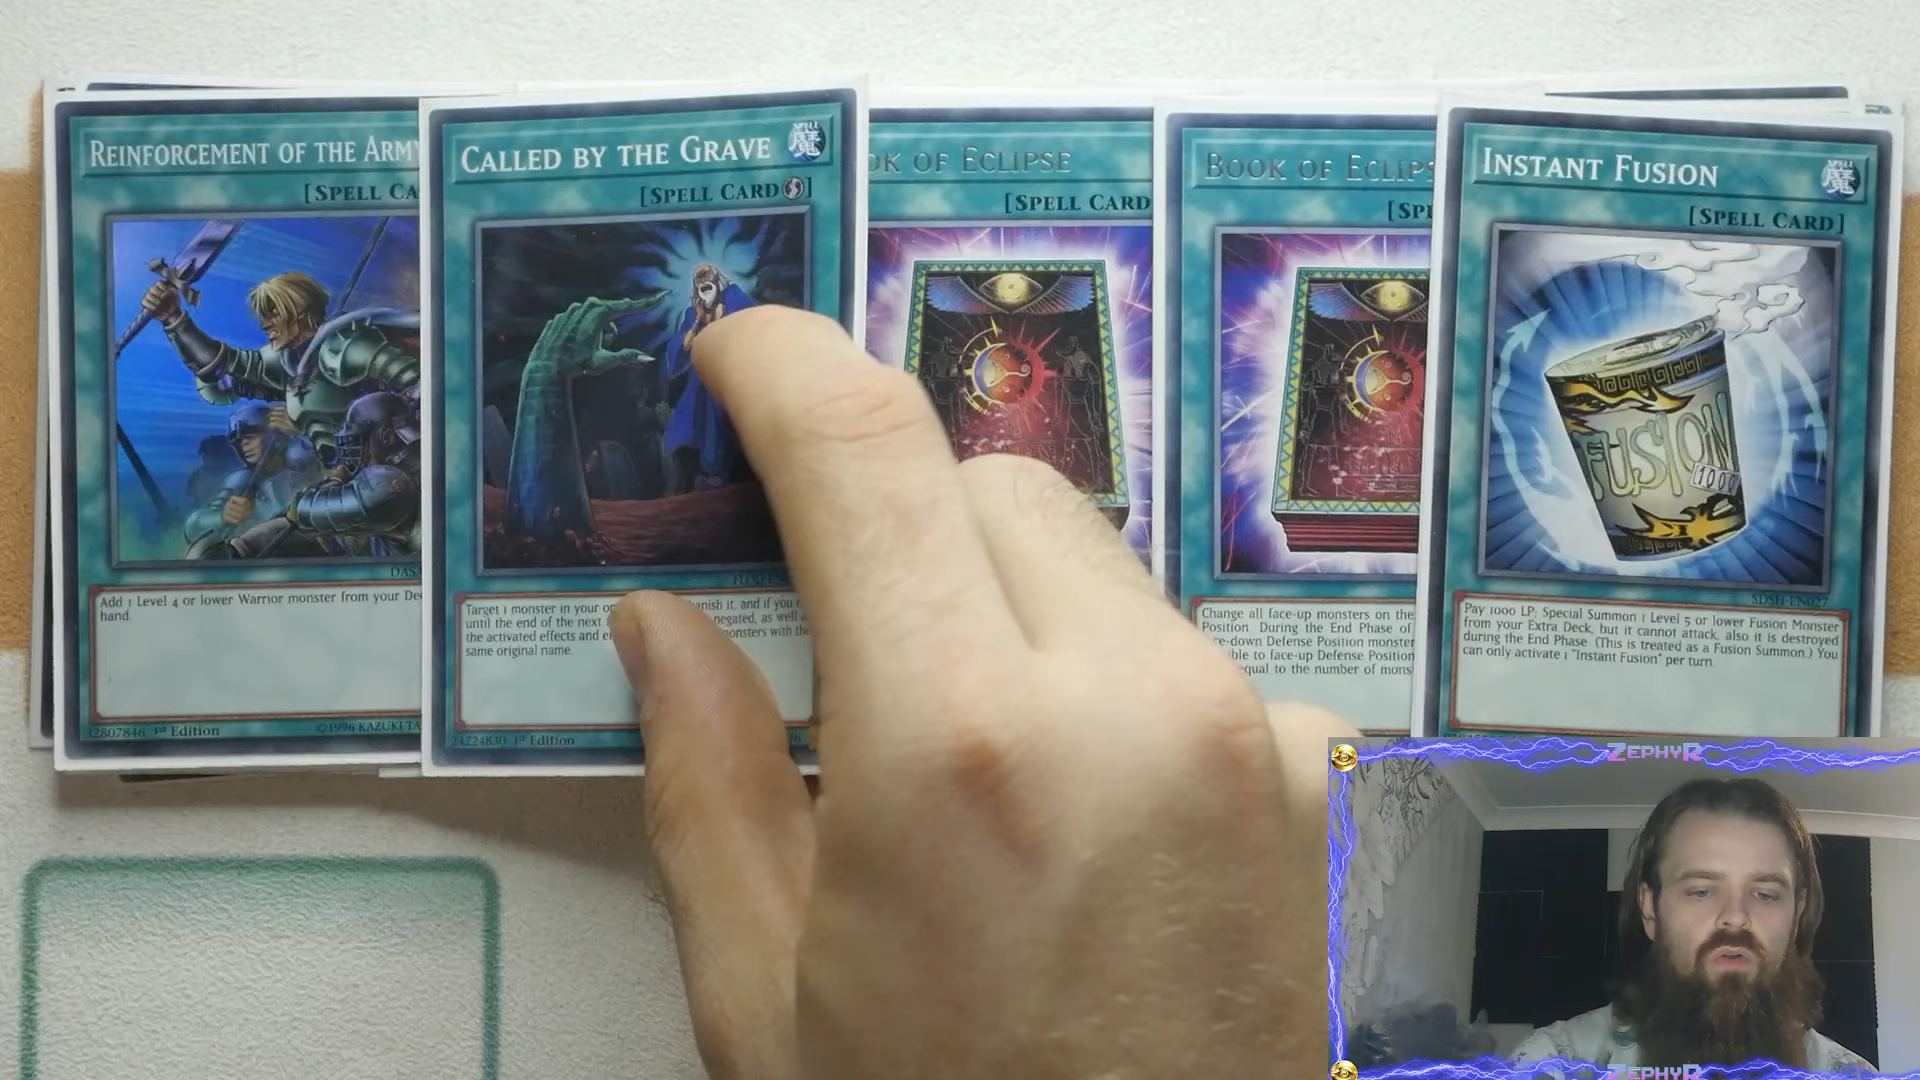 REINFORCEMENT OF THE ARMY
[SPELL CA
DAS
Add 1 Level 4 or lower Warrior monster from your De
hand.
32807846 1st Edition
©1996 KAZUKI TA
CALLED BY THE GRAVE
SPELL
魔
[SPELL CARD
]
FLOD-
Target 1 monster in your
anish it, and if you
until the end of the next
negated, as well a
the activated effects and e
onsters with the
same original name.
24224830 1st Edition
OK OF ECLIPSE
[SPELL CARD
BOOK OF ECLIPS
[SP
Change all face-up monsters on the
Position. During the End Phase of
ce-down Defense Position monster
ble to face-up Defense Position
equal to the number of mons
INSTANT FUSION
SPELL
魔
[SPELL CARD]
FUSION
1000
SDSH-EN027
Pay 1000 LP; Special Summon 1 Level 5 or lower Fusion Monster
from your Extra Deck, but it cannot attack, also it is destroyed
during the End Phase. (This is treated as a Fusion Summon.) You
can only activate 1 "Instant Fusion" per turn.
ZEPHYR
ZEPHYR